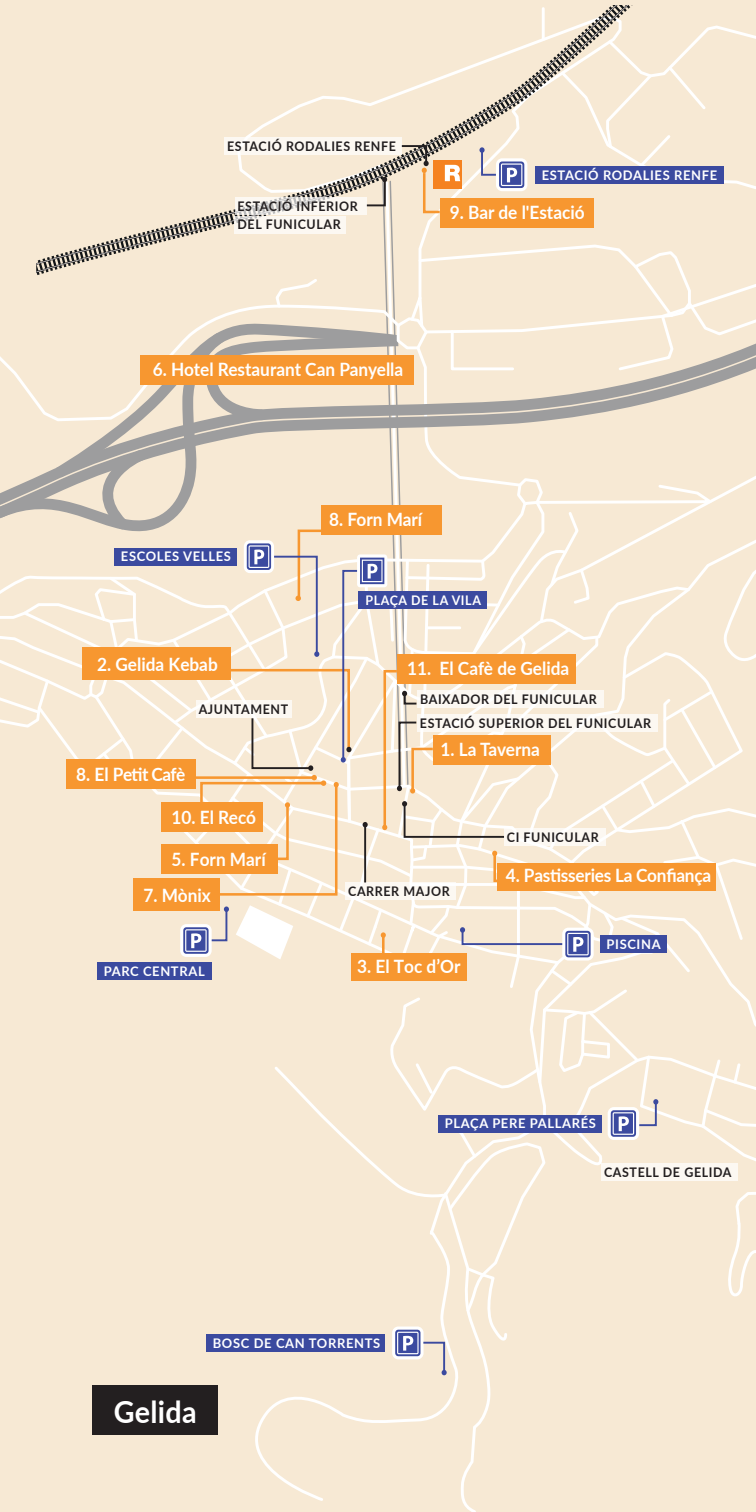 ESTACIÓ RODALIES RENFE
R
P ESTACIÓ RODALIES RENFE
ESTACIÓ INFERIOR
DEL FUNICULAR
9. Bar de l'Estació
6. Hotel Restaurant Can Panyella
8. Forn Marí
ESCOLES VELLES P
P
PLAÇA DE LA VILA
2. Gelida Kebab
11. El Cafè de Gelida
BAIXADOR DEL FUNICULAR
AJUNTAMENT
ESTACIÓ SUPERIOR DEL FUNICULAR
1. La Taverna
8. El Petit Cafè
10. El Recó
CI FUNICULAR
5. Forn Marí
4. Pastisseries La Confiança
7. Mònix
CARRER MAJOR
P
P PISCINA
PARC CENTRAL
3. El Toc d'Or
PLAÇA PERE PALLARÉS P
CASTELL DE GELIDA
BOSC DE CAN TORRENTS P
Gelida